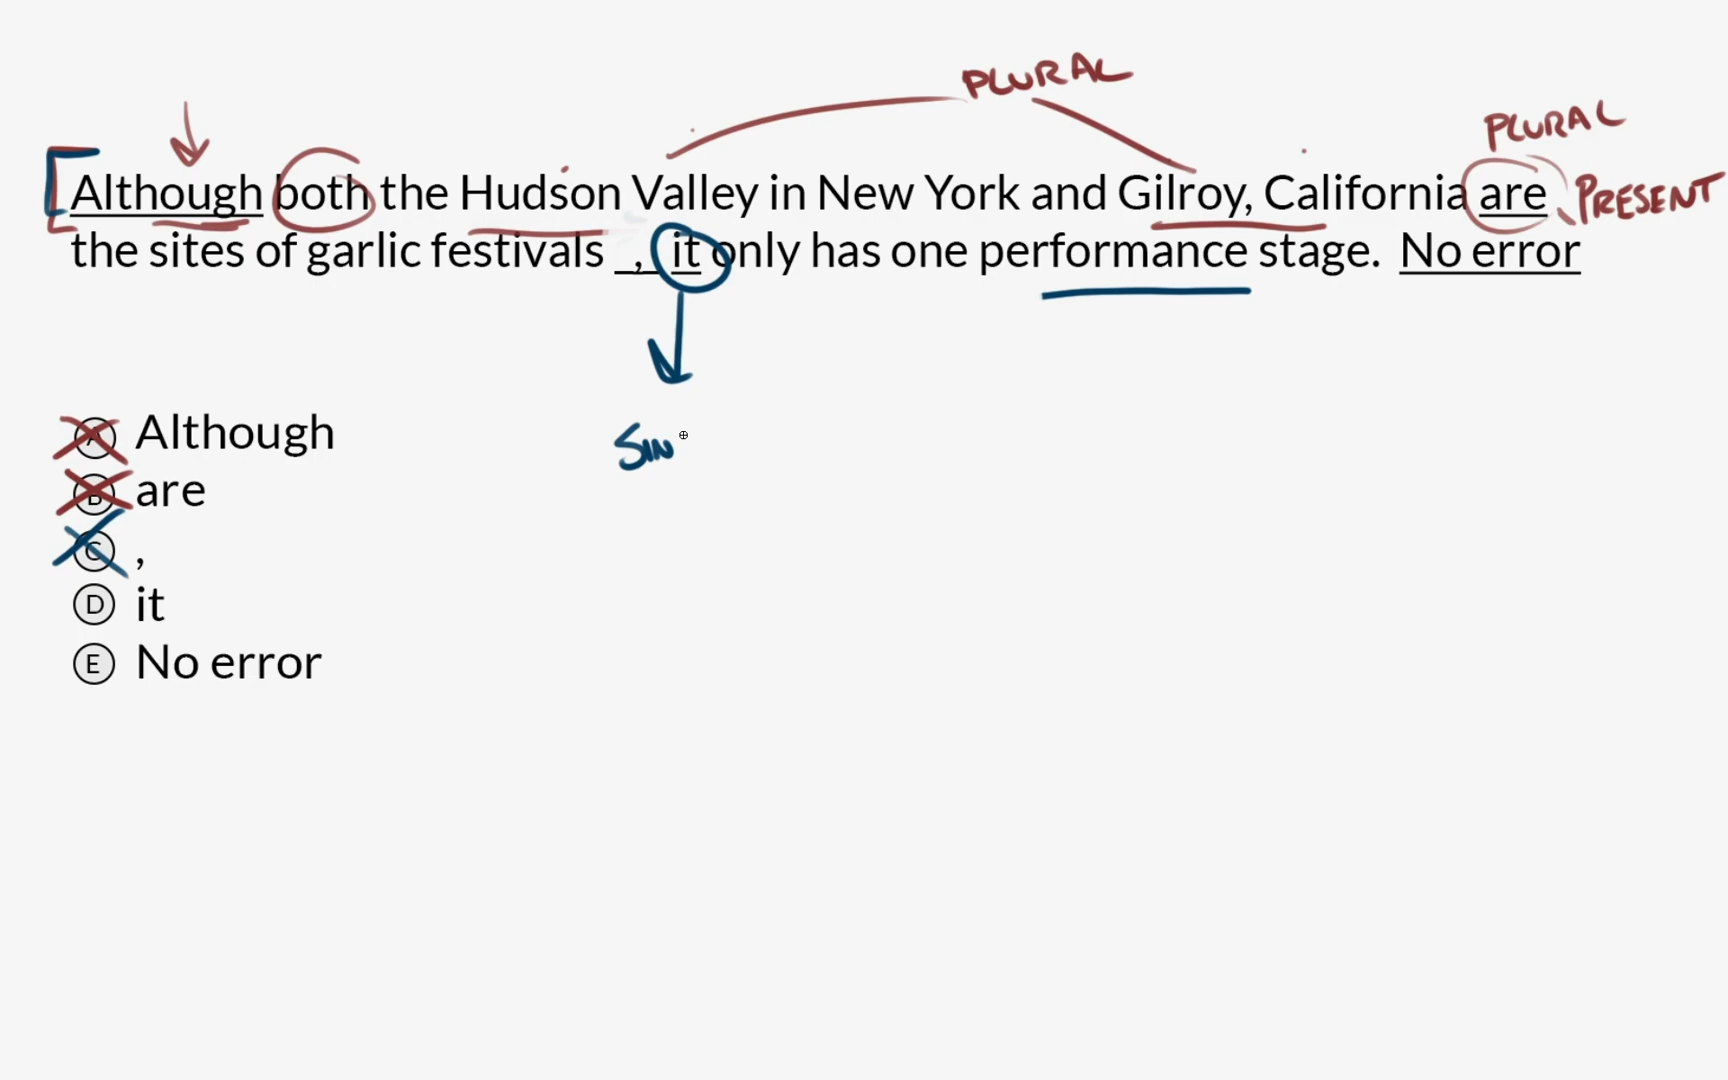 PLURAL
PLURAL
Although both the Hudson Valley in New York and Gilroy, California are PRESENT
the sites of garlic festivals , it only has one performance stage. No error
SIN
A Although
B are
C ,
D it
E No error